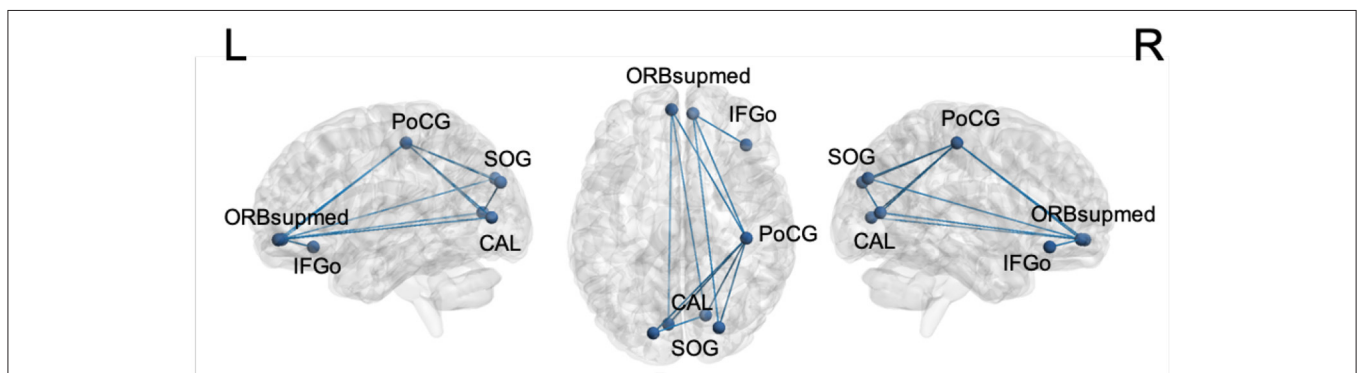 L
R
PoCG
SOG
ORBsupmed
CAL
IFGo
ORBsupmed
IFGo
PoCG
CAL
SOG
PoCG
SOG
ORBsupmed
CAL
IFGo